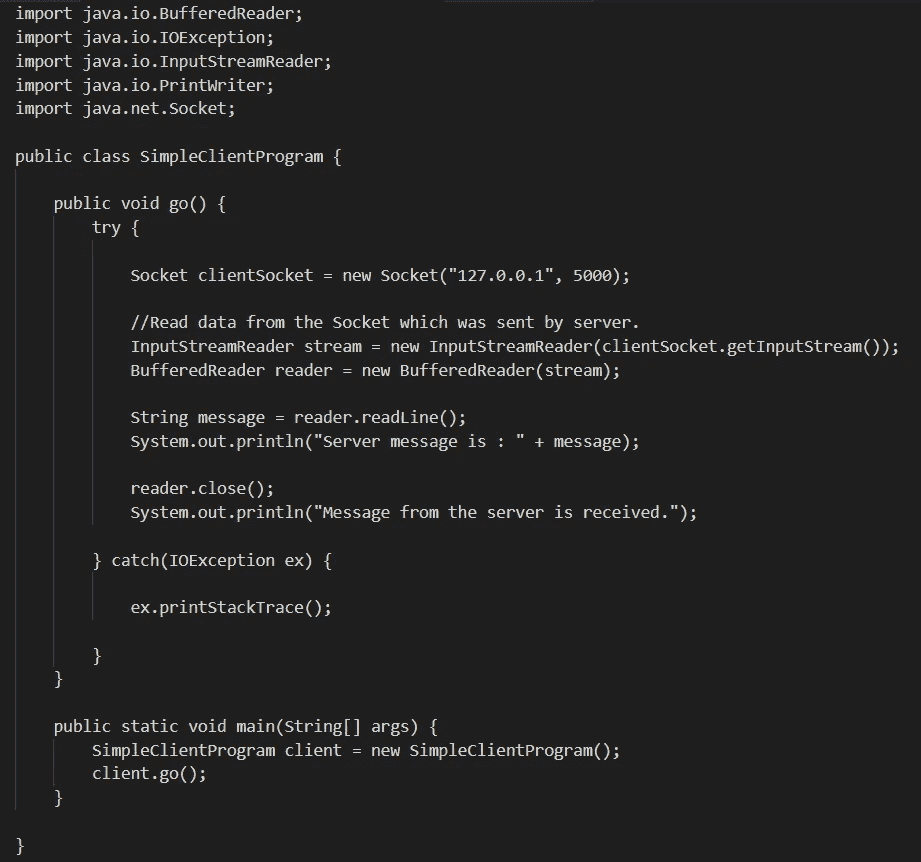 import java.io.BufferedReader;
import java.io.IOException;
import java.io.InputStreamReader;
import java.io.PrintWriter;
import java.net.Socket;
public class SimpleClientProgram {
public void go() {
try {
Socket clientSocket = new Socket("127.0.0.1", 5000);
//Read data from the Socket which was sent by server.
InputStreamReader stream = new InputStreamReader(clientSocket.getInputStream());
BufferedReader reader = new BufferedReader(stream);
String message = reader.readLine();
System.out.println("Server message is : " + message);
reader.close();
System.out.println("Message from the server is received.");
} catch(IOException ex) {
ex.printStackTrace();
}
}
public static void main(String[] args) {
SimpleClientProgram client = new SimpleClientProgram();
client.go();
}
}